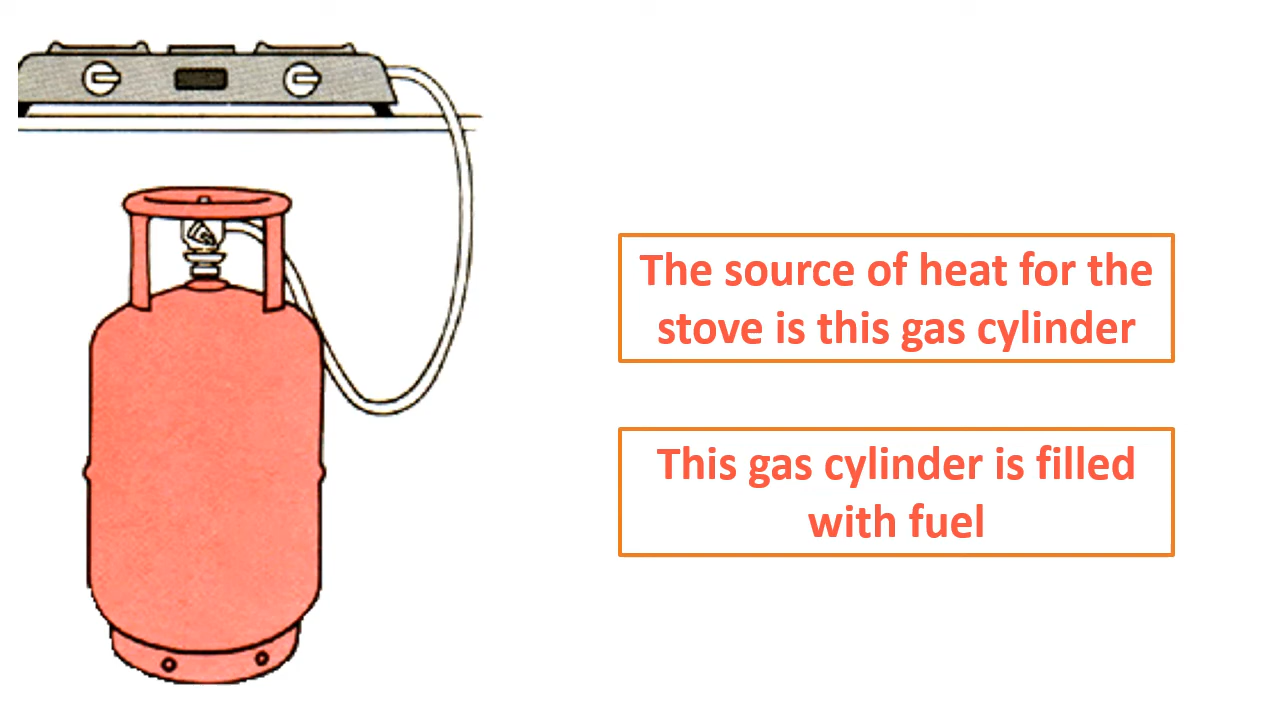 The source of heat for the
stove is this gas cylinder
This gas cylinder is filled
with fuel